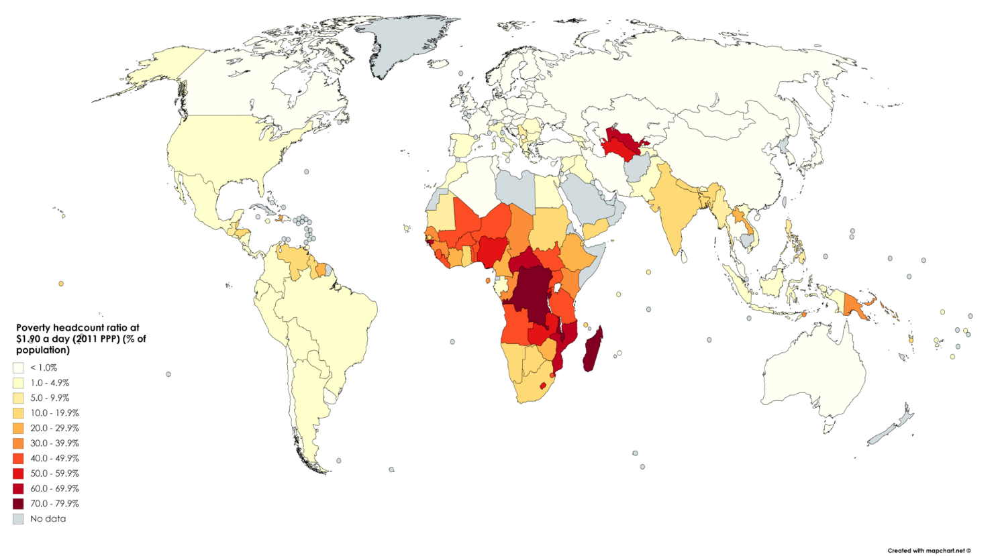 Poverty headcount ratio at
$1.90 a day (2011 PPP) (% of
population)
< 1.0%
1.0 - 4.9%
5.0 - 9.9%
10.0 - 19.9%
20.0 - 29.9%
30.0 - 39.9%
40.0 - 49.9%
50.0 - 59.9%
60.0 - 69.9%
70.0 - 79.9%
No data
Created with mapchart.net ©